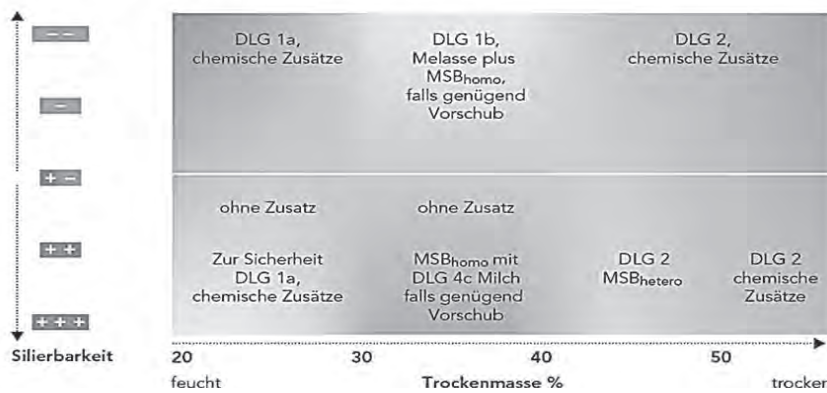 – –
DLG 1a,
chemische Zusätze
DLG 1b,
Melasse plus
MSBhomo,
falls genügend
Vorschub
DLG 2,
chemische Zusätze
–
+ –
ohne Zusatz
ohne Zusatz
+ +
Zur Sicherheit
DLG 1a,
chemische Zusätze
MSBhomo mit
DLG 4c Milch
falls genügend
Vorschub
DLG 2
MSBhetero
DLG 2
chemische
Zusätze
+ + +
Silierbarkeit
20
30
40
50
feucht
Trockenmasse %
trocken